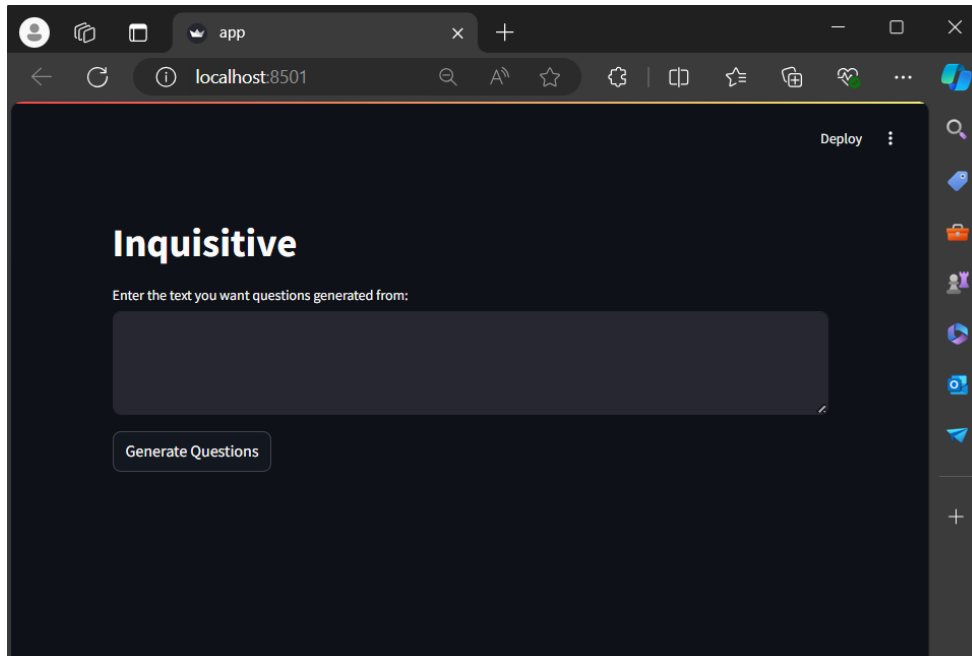 app
localhost:8501
Deploy
Inquisitive
Enter the text you want questions generated from:
Generate Questions